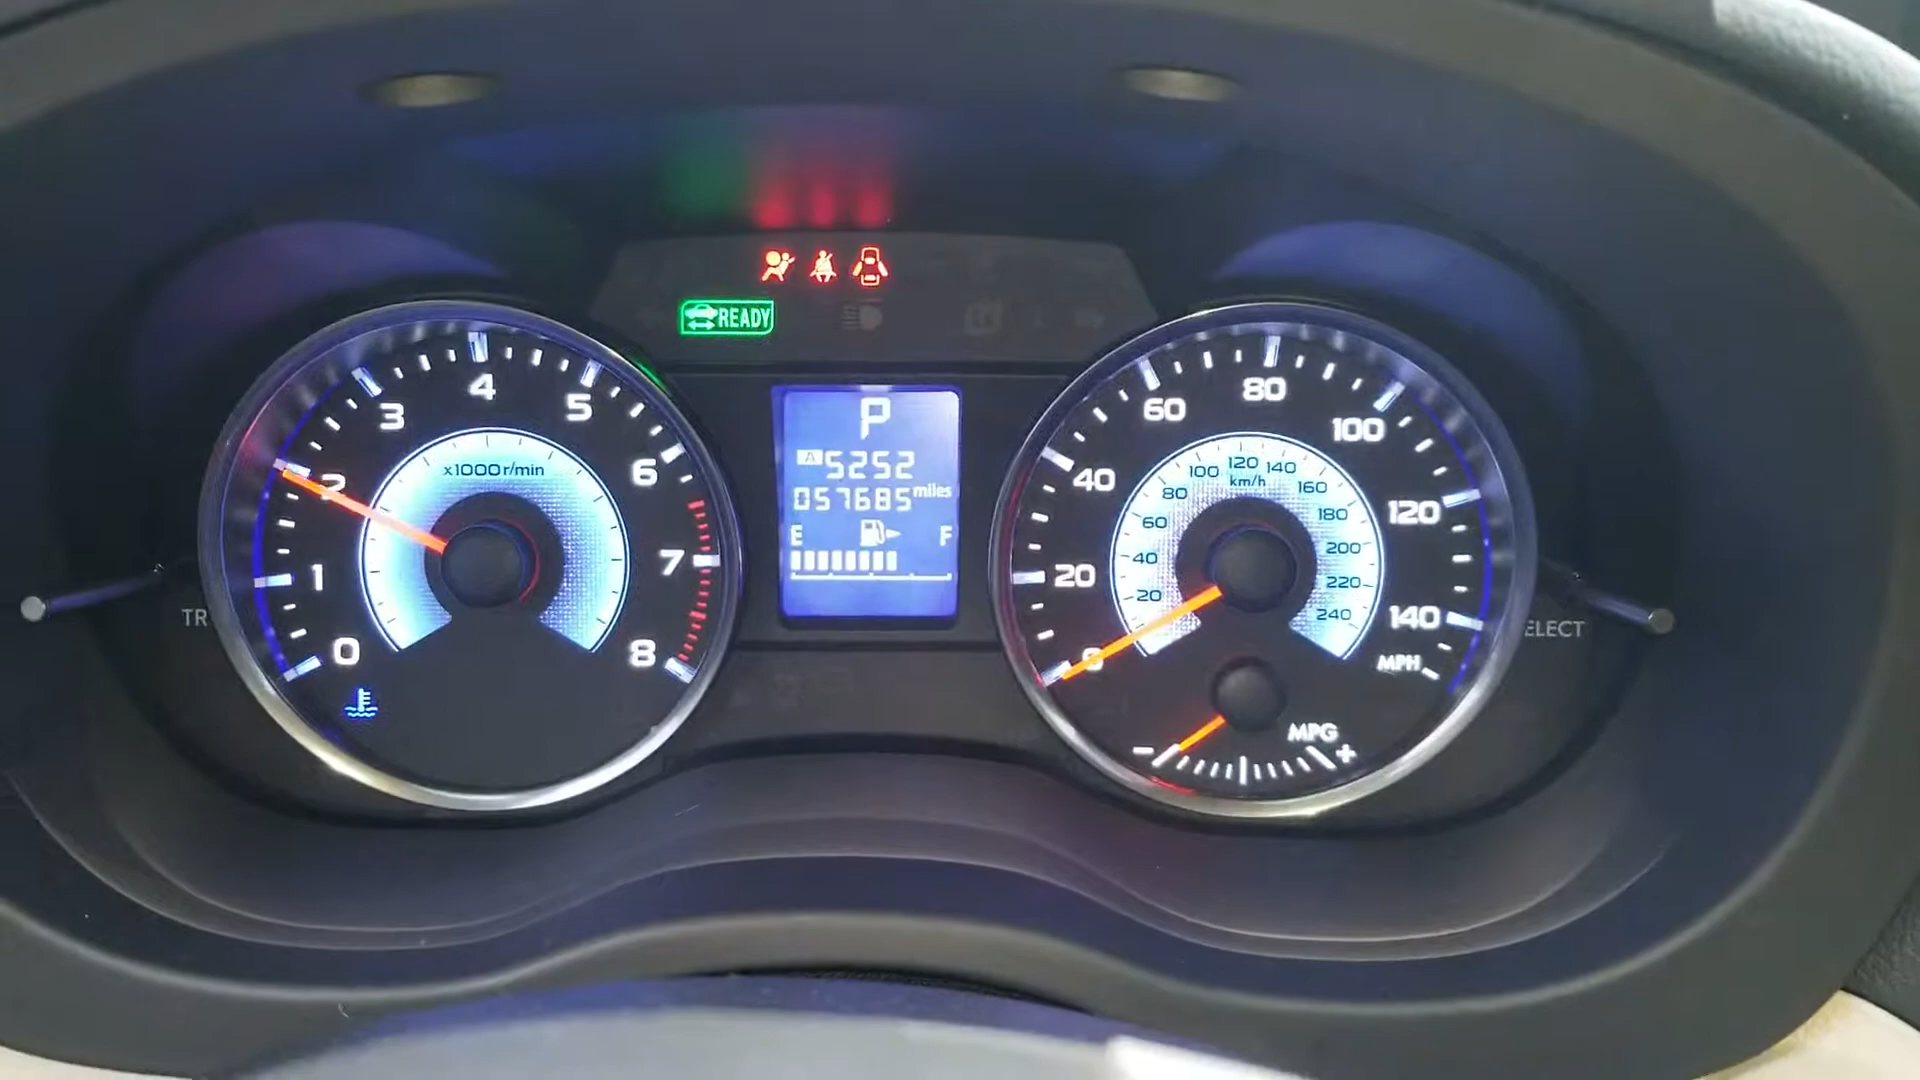 READY
0 1 2 3 4 5 6 7 8
x1000r/min
P
A 5252
057685 miles
E F
0 20 40 60 80 100 120 140
MPH
20 40 60 80 100 120 140 160 180 200 220 240
km/h
- MPG +
TR
ELECT